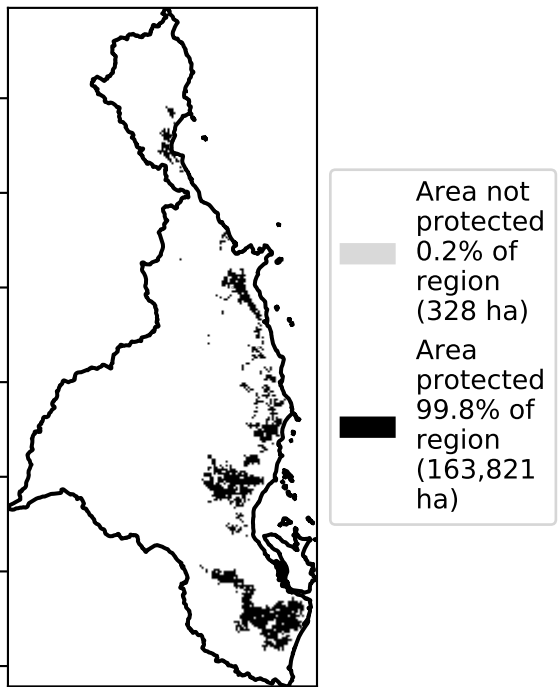 Area not
protected
0.2% of
region
(328 ha)
Area
protected
99.8% of
region
(163,821
ha)